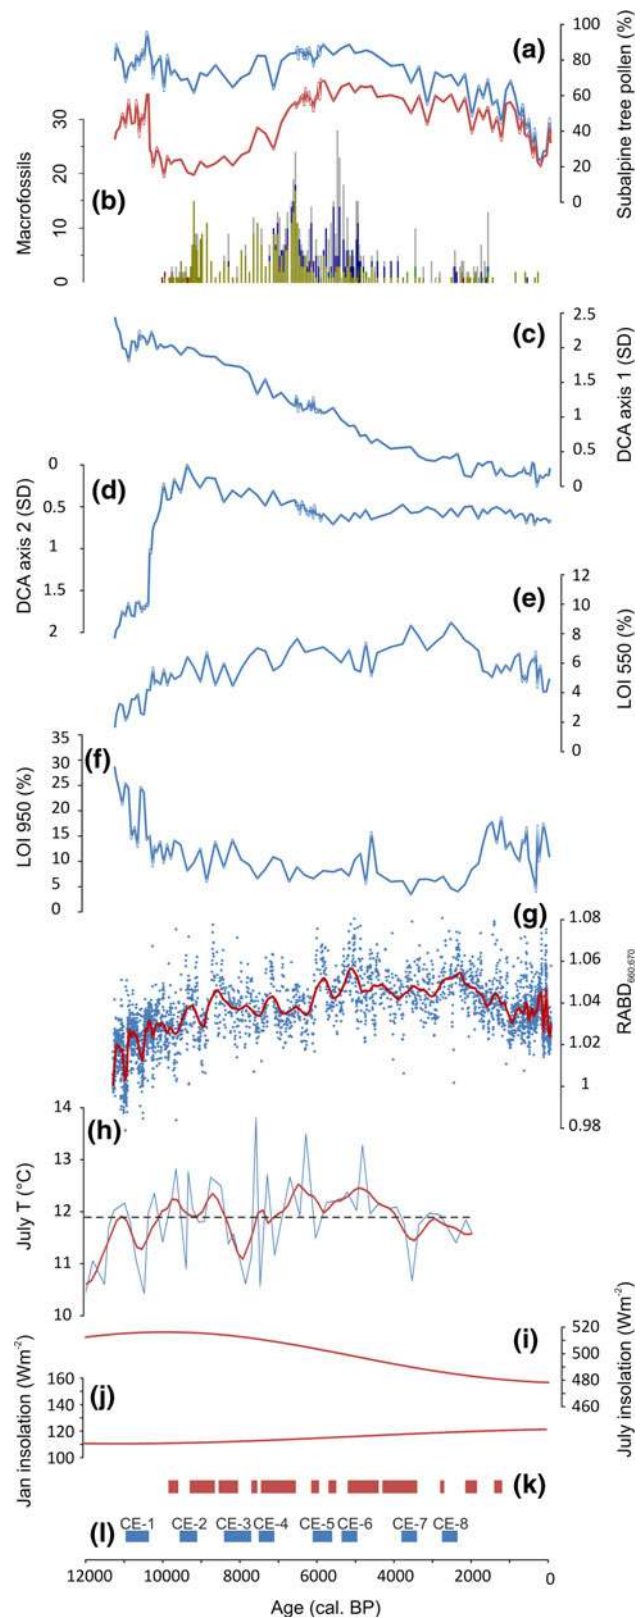 100
80
60
40
20
0
Subalpine tree pollen (%)
(a)
30
20
10
0
Macrofossils
(b)
2.5
2
1.5
1
0.5
0
DCA axis 1 (SD)
(c)
0
0.5
1
1.5
2
DCA axis 2 (SD)
(d)
12
10
8
6
4
2
0
LOI 550 (%)
(e)
35
30
25
20
15
10
5
0
LOI 950 (%)
(f)
1.08
1.06
1.04
1.02
1
0.98
RABD660;670
(g)
14
13
12
11
10
July T (°C)
(h)
520
500
480
460
July insolation (Wm-2)
(i)
160
140
120
100
Jan insolation (Wm-2)
(j)
(k)
(l)
CE-1 CE-2 CE-3 CE-4 CE-5 CE-6 CE-7 CE-8
12000 10000 8000 6000 4000 2000 0
Age (cal. BP)